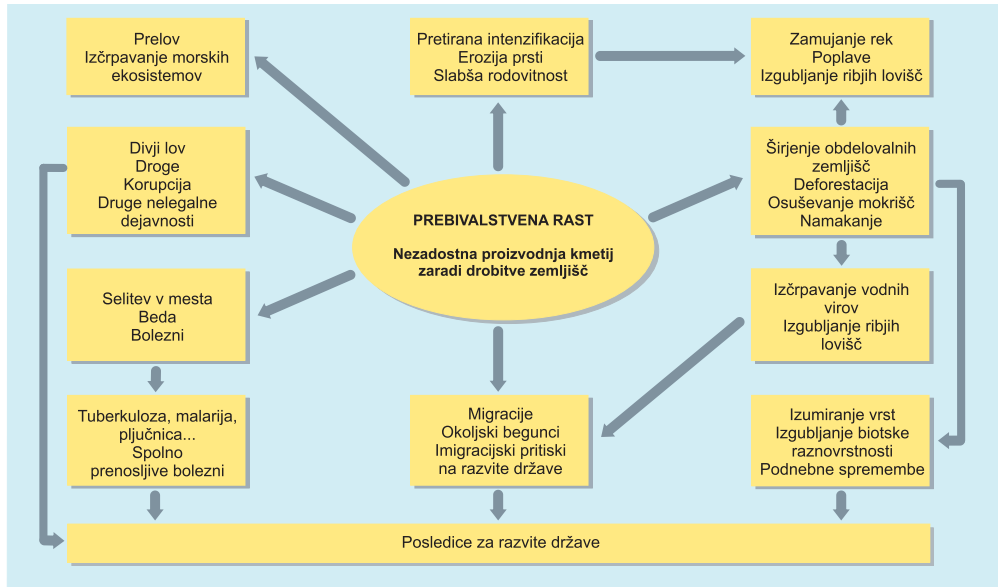 Prelov
Izčrpavanje morskih
ekosistemov
Pretirana intenzifikacija
Erozija prsti
Slabša rodovitnost
Zamujanje rek
Poplave
Izgubljanje ribjih lovišč
Divji lov
Droge
Korupcija
Druge nelegalne
dejavnosti
PREBIVALSTVENA RAST
Nezadostna proizvodnja kmetij
zaradi drobitve zemljišč
Širjenje obdelovalnih
zemljišč
Deforestacija
Osuševanje mokrišč
Namakanje
Selitev v mesta
Beda
Bolezni
Izčrpavanje vodnih
virov
Izgubljanje ribjih
lovišč
Tuberkuloza, malarija,
pljučnica...
Spolno
prenosljive bolezni
Migracije
Okoljski begunci
Imigracijski pritiski
na razvite države
Izumiranje vrst
Izgubljanje biotske
raznovrstnosti
Podnebne spremembe
Posledice za razvite države